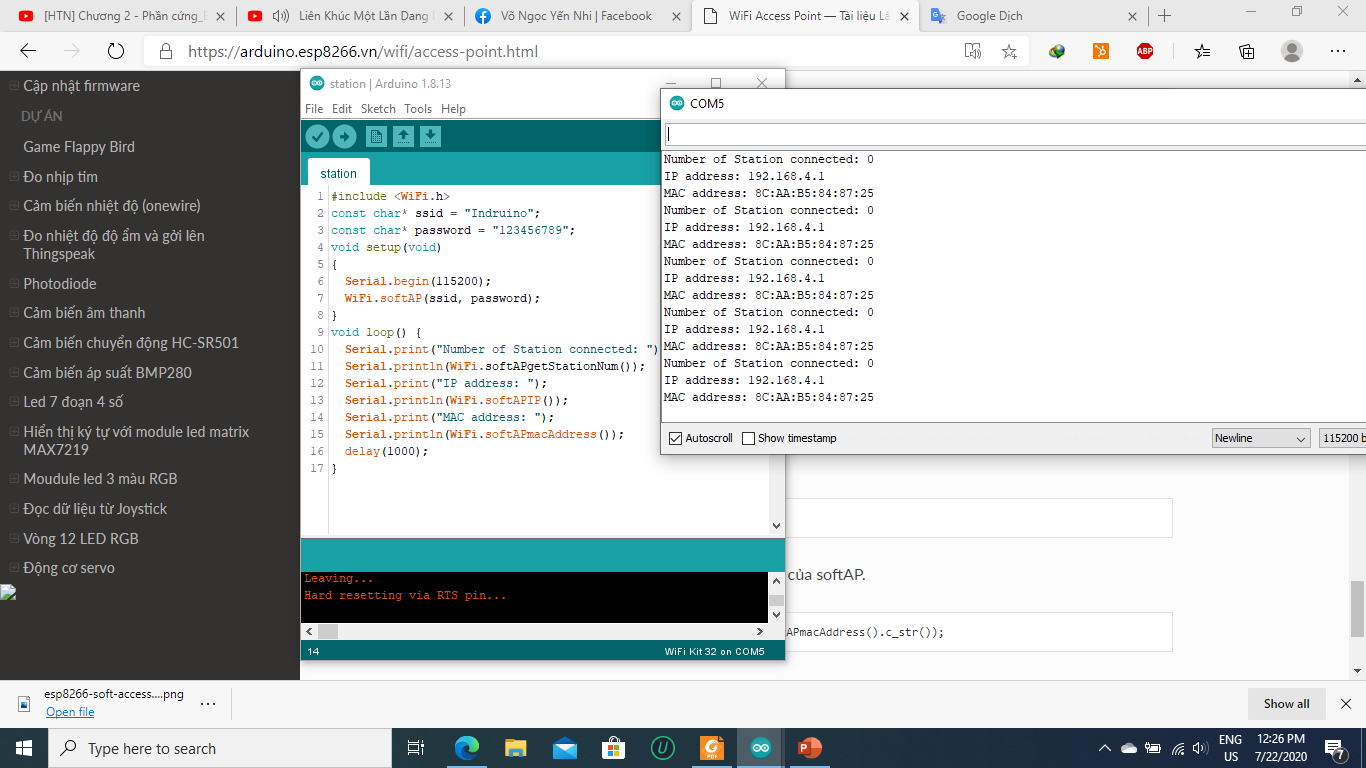 [HTN] Chương 2 - Phần cứng_
Liên Khúc Một Lần Dang
Võ Ngọc Yến Nhi | Facebook
WiFi Access Point — Tài liệu Lậ
Google Dịch
https://arduino.esp8266.vn/wifi/access-point.html
ABP
Cập nhật firmware
DỰ ÁN
Game Flappy Bird
Đo nhịp tim
Cảm biến nhiệt độ (onewire)
Đo nhiệt độ độ ẩm và gởi lên
Thingspeak
Photodiode
Cảm biến âm thanh
Cảm biến chuyển động HC-SR501
Cảm biến áp suất BMP280
Led 7 đoạn 4 số
Hiển thị ký tự với module led matrix
MAX7219
Moudule led 3 màu RGB
Đọc dữ liệu từ Joystick
Vòng 12 LED RGB
Động cơ servo
station | Arduino 1.8.13
File Edit Sketch Tools Help
station
1 #include <WiFi.h>
2 const char* ssid = "Indruino";
3 const char* password = "123456789";
4 void setup(void)
5 {
6 Serial.begin(115200);
7 WiFi.softAP(ssid, password);
8 }
9 void loop() {
10 Serial.print("Number of Station connected: ")
11 Serial.println(WiFi.softAPgetStationNum());
12 Serial.print("IP address: ");
13 Serial.println(WiFi.softAPIP());
14 Serial.print("MAC address: ");
15 Serial.println(WiFi.softAPmacAddress());
16 delay(1000);
17 }
Leaving...
Hard resetting via RTS pin...
14
WiFi Kit 32 on COM5
COM5
Number of Station connected: 0
IP address: 192.168.4.1
MAC address: 8C:AA:B5:84:87:25
Number of Station connected: 0
IP address: 192.168.4.1
MAC address: 8C:AA:B5:84:87:25
Number of Station connected: 0
IP address: 192.168.4.1
MAC address: 8C:AA:B5:84:87:25
Number of Station connected: 0
IP address: 192.168.4.1
MAC address: 8C:AA:B5:84:87:25
Number of Station connected: 0
IP address: 192.168.4.1
MAC address: 8C:AA:B5:84:87:25
Autoscroll Show timestamp
Newline
115200 b
của softAP.
APmacAddress().c_str());
esp8266-soft-access....png
Open file
Show all
Type here to search
ENG
US
12:26 PM
7/22/2020
7